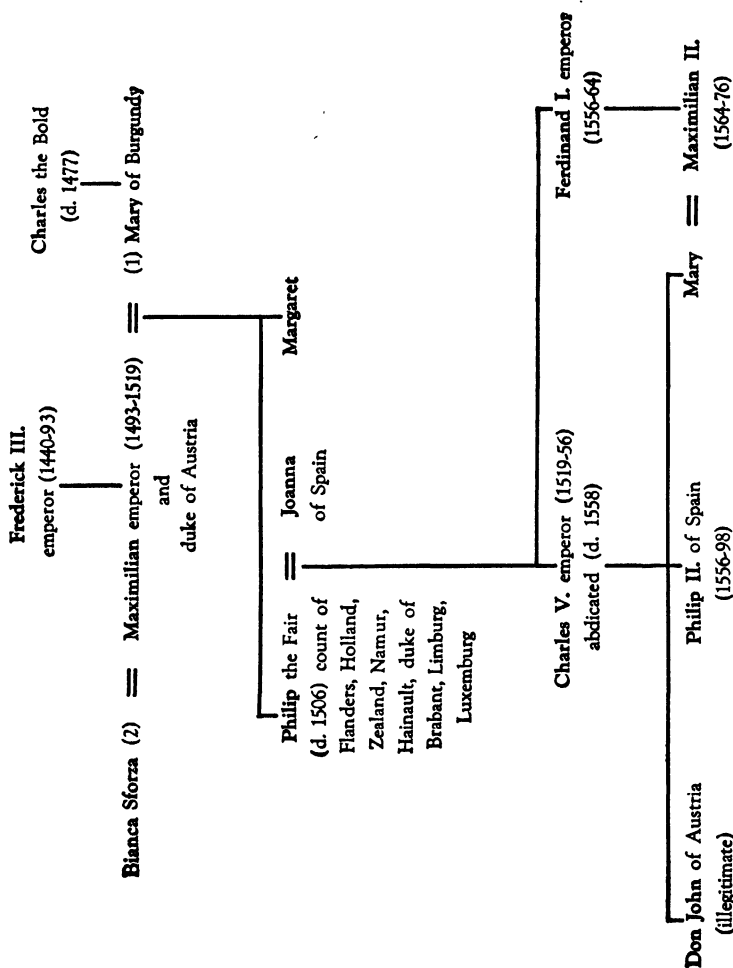 Frederick III.
emperor (1440-93)
Charles the Bold
(d. 1477)
Bianca Sforza (2) = Maximilian emperor (1493-1519) = (1) Mary of Burgundy
and
duke of Austria
Philip the Fair = Joanna
(d. 1506) count of
of Spain
Flanders, Holland,
Zealand, Namur,
Hainault, duke of
Brabant, Limburg,
Luxemburg
Margaret
Charles V. emperor (1519-56)
abdicated (d. 1558)
Ferdinand I. emperor
(1556-64)
Don John of Austria
(illegitimate)
Philip II. of Spain
(1556-98)
Mary = Maximilian II.
(1564-76)